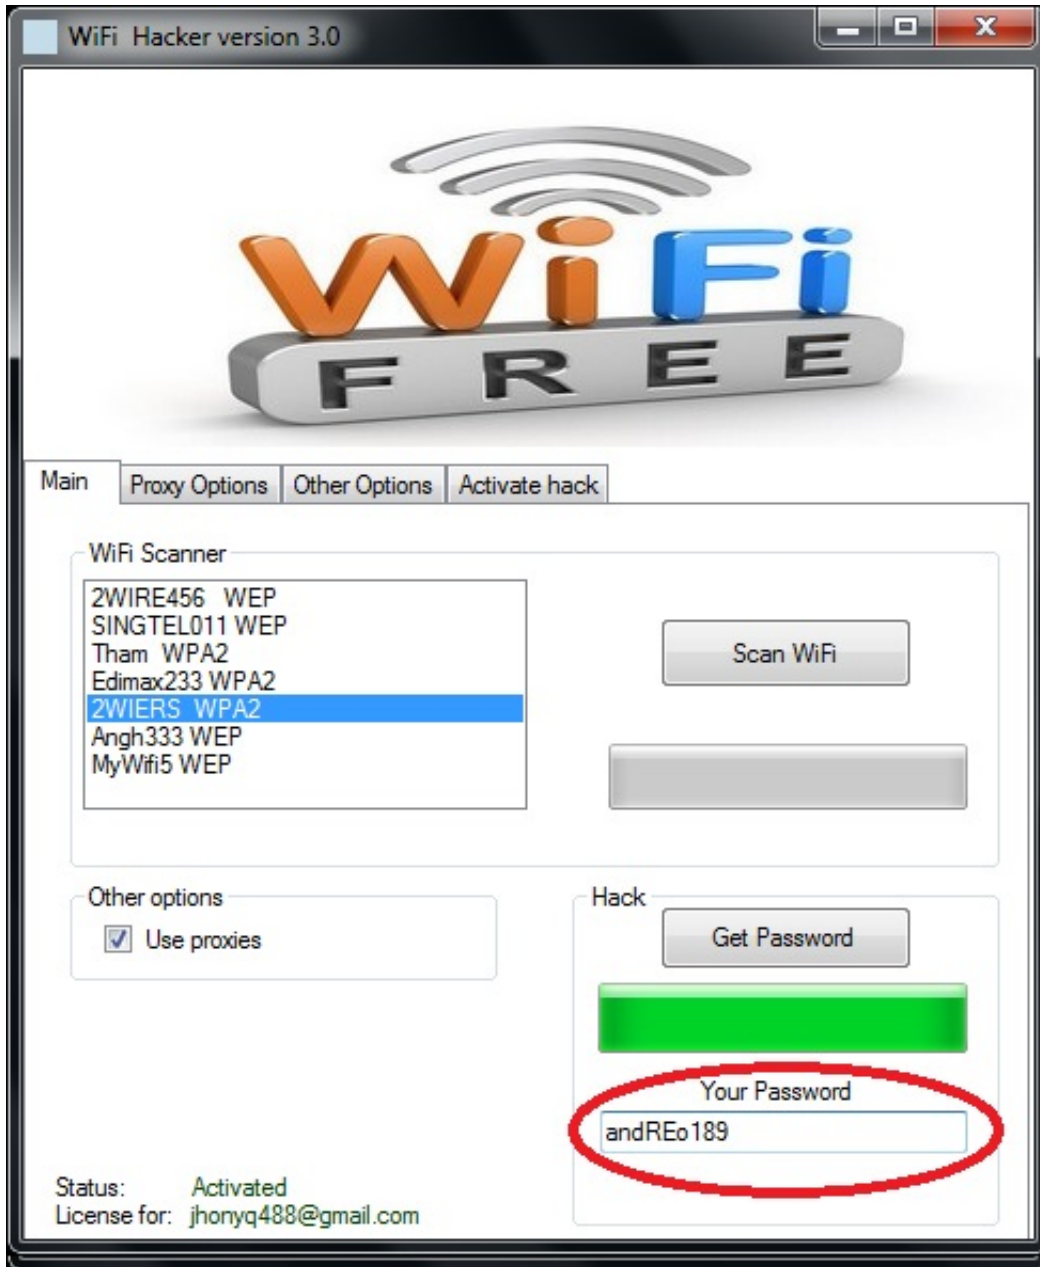 WiFi Hacker version 3.0
WiFi
FREE
Main Proxy Options Other Options Activate hack
WiFi Scanner
2WIRE456 WEP
SINGTEL011 WEP
Tham WPA2
Edimax233 WPA2
2WIERS WPA2
Angh333 WEP
MyWifi5 WEP
Scan WiFi
Other options
Use proxies
Hack
Get Password
Your Password
andREo189
Status: Activated
License for: jhonyq488@gmail.com